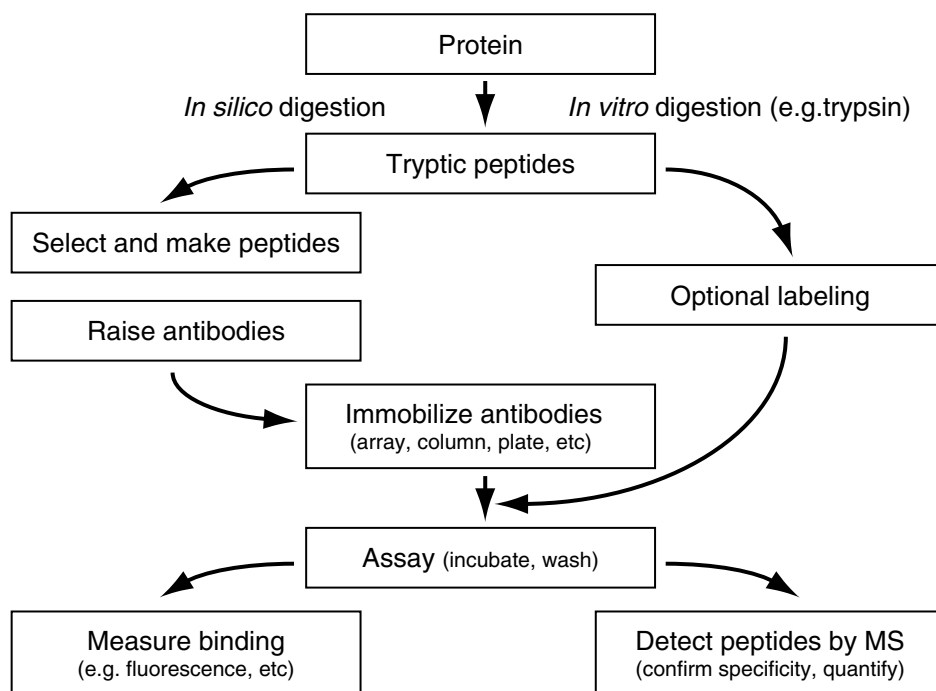 Protein
In silico digestion
In vitro digestion (e.g.trypsin)
Tryptic peptides
Select and make peptides
Optional labeling
Raise antibodies
Immobilize antibodies
(array, column, plate, etc)
Assay (incubate, wash)
Measure binding
(e.g. fluorescence, etc)
Detect peptides by MS
(confirm specificity, quantify)